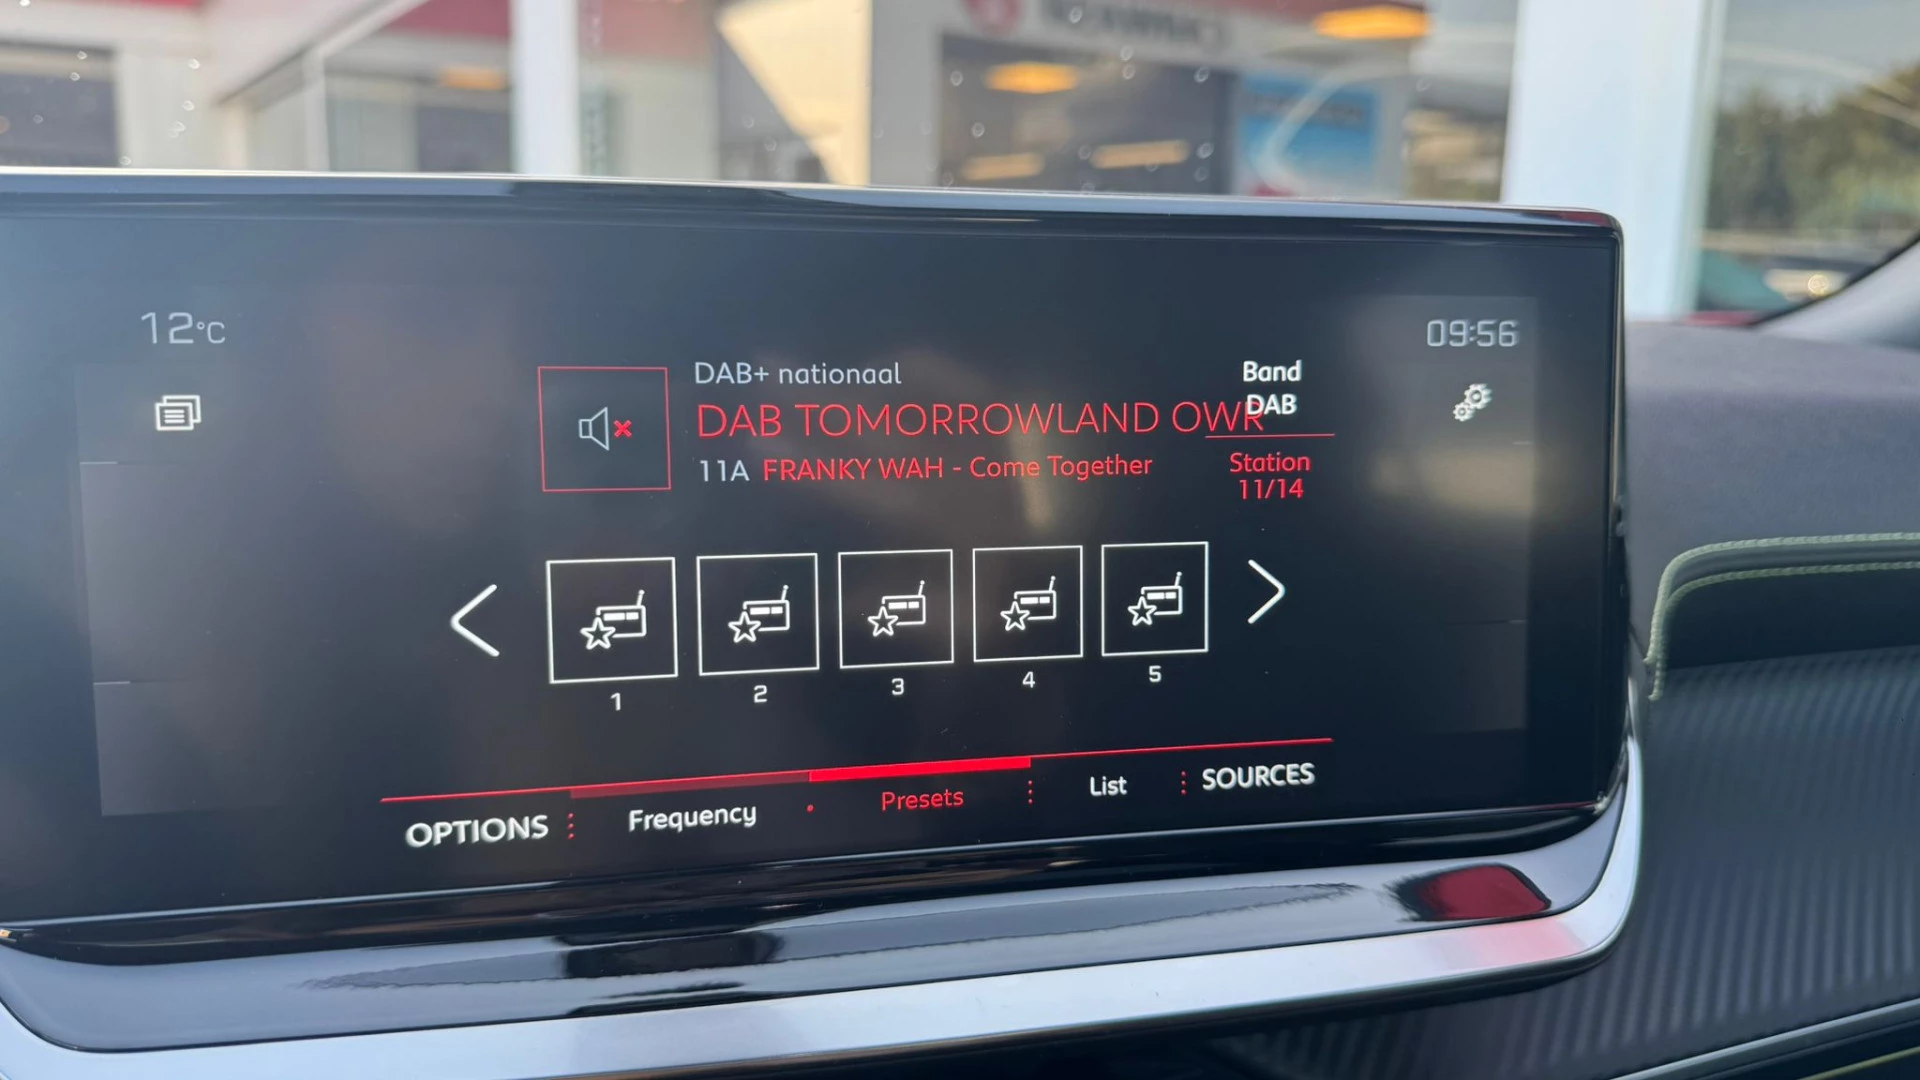 12°C
09:56
DAB+ nationaal
Band
DAB TOMORROWLAND OWR
DAB
11A FRANKY WAH - Come Together
Station
11/14
1
2
3
4
5
OPTIONS
Frequency
Presets
List
SOURCES